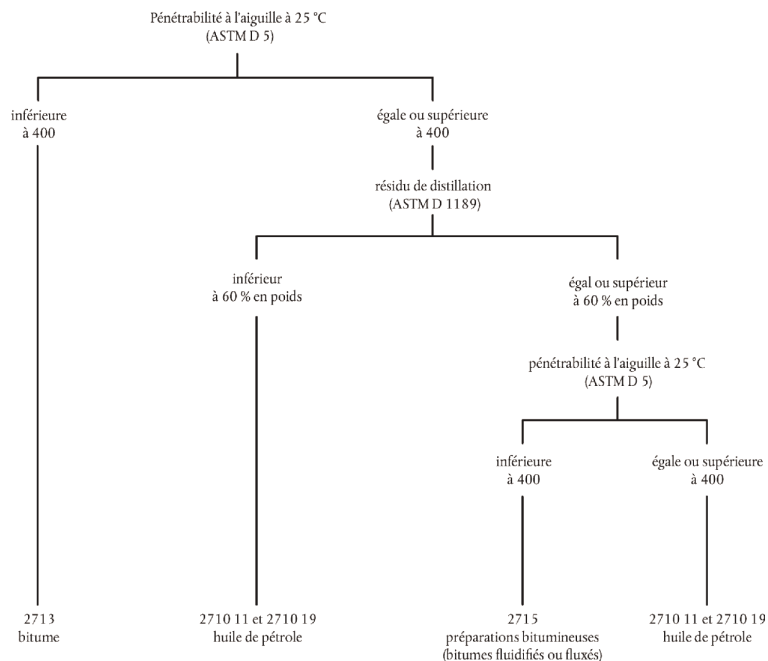 Pénétrabilité à l'aiguille à 25 °C
(ASTM D 5)
inférieure
à 400
égale ou supérieure
à 400
résidu de distillation
(ASTM D 1189)
inférieur
à 60 % en poids
égal ou supérieur
à 60 % en poids
pénétrabilité à l'aiguille à 25 °C
(ASTM D 5)
inférieure
à 400
égale ou supérieure
à 400
2713
bitume
2710 11 et 2710 19
huile de pétrole
2715
préparations bitumineuses
(bitumes fluidifiés ou fluxés)
2710 11 et 2710 19
huile de pétrole